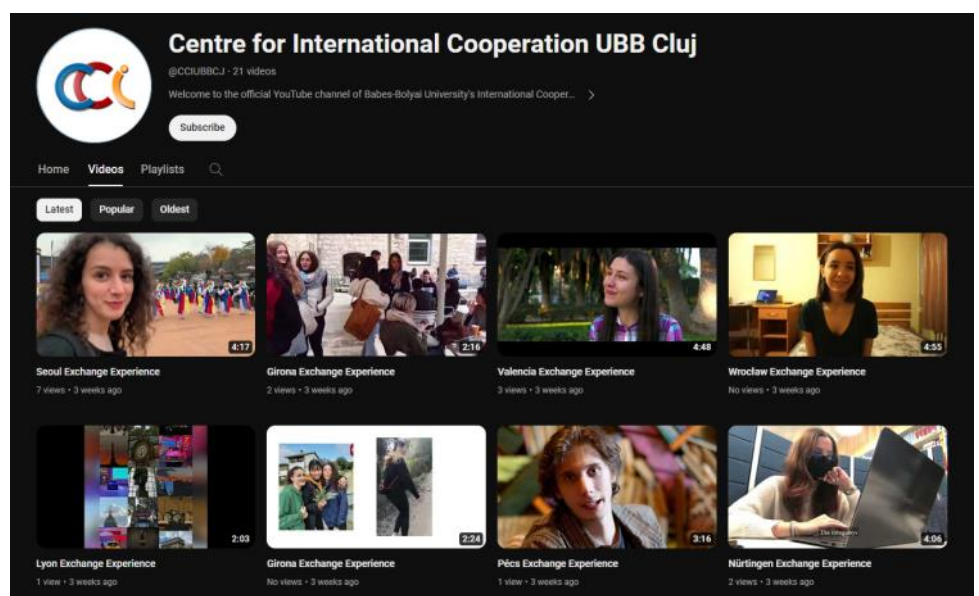 Centre for International Cooperation UBB Cluj
@CCIUBBCJ · 21 videos
Welcome to the official YouTube channel of Babes-Bolyai University's International Cooper...
Subscribe
Home Videos Playlists
Latest Popular Oldest
4:17 2:16 4:48 4:55
Seoul Exchange Experience Girona Exchange Experience Valencia Exchange Experience Wrocław Exchange Experience
7 views • 3 weeks ago 2 views • 3 weeks ago 3 views • 3 weeks ago No views • 3 weeks ago
2:03 2:24 3:16 4:06
Lyon Exchange Experience Girona Exchange Experience Pécs Exchange Experience Nürtingen Exchange Experience
1 view • 3 weeks ago No views • 3 weeks ago 1 view • 3 weeks ago 2 views • 3 weeks ago